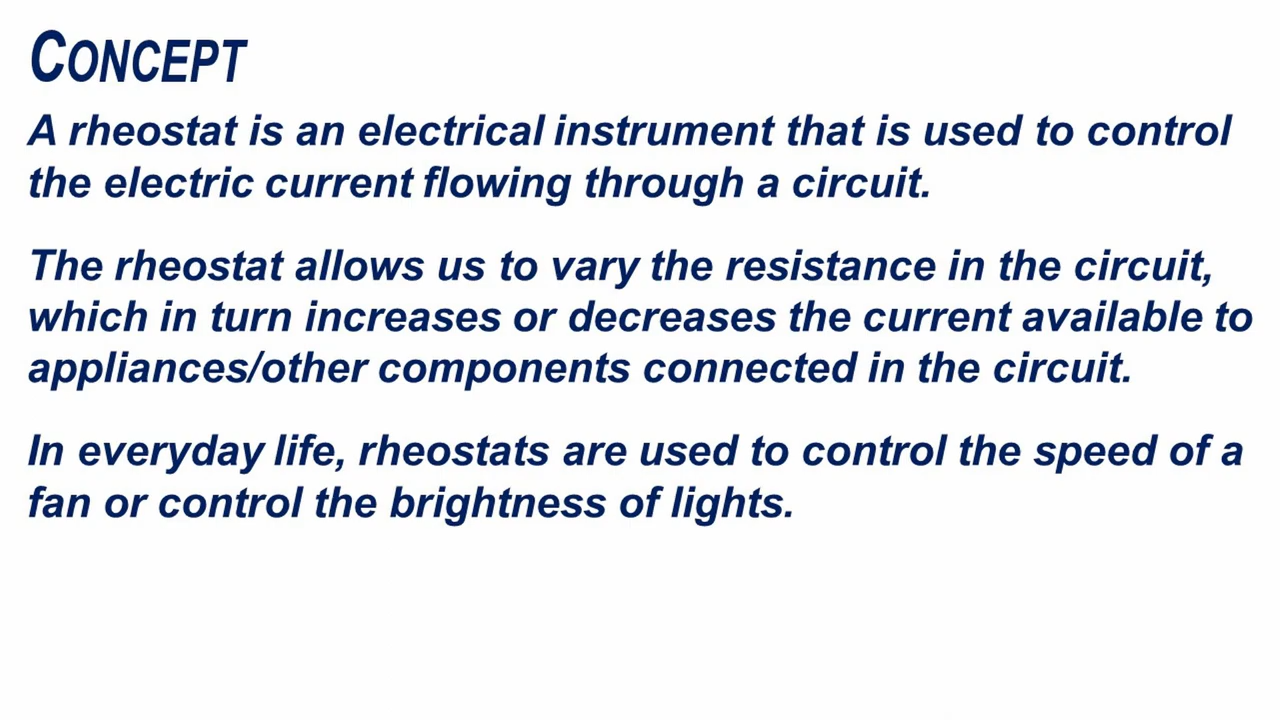 CONCEPT
A rheostat is an electrical instrument that is used to control
the electric current flowing through a circuit.
The rheostat allows us to vary the resistance in the circuit,
which in turn increases or decreases the current available to
appliances/other components connected in the circuit.
In everyday life, rheostats are used to control the speed of a
fan or control the brightness of lights.